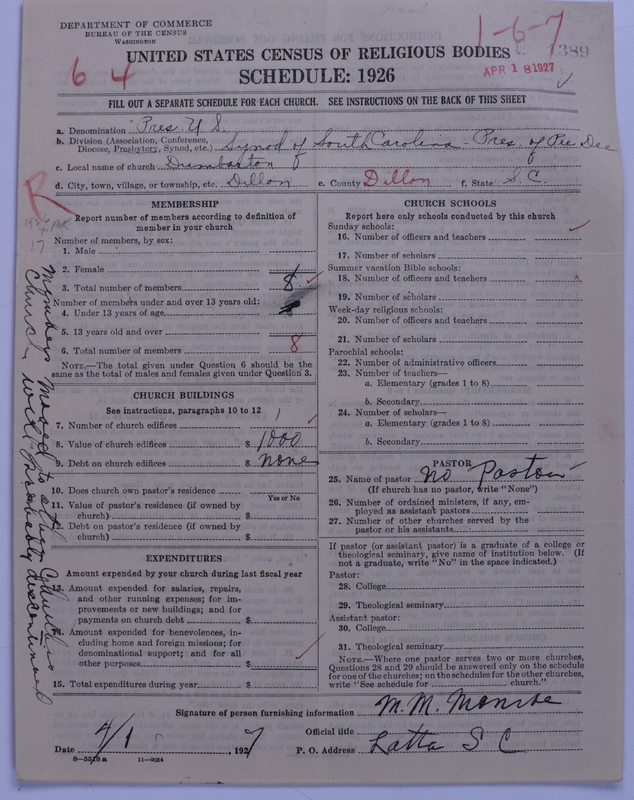 DEPARTMENT OF COMMERCE
BUREAU OF THE CENSUS
WASHINGTON
1-6-7
1389
UNITED STATES CENSUS OF RELIGIOUS BODIES
6 4
SCHEDULE: 1926
APR 18 1927
FILL OUT A SEPARATE SCHEDULE FOR EACH CHURCH. SEE INSTRUCTIONS ON THE BACK OF THIS SHEET
a. Denomination Pres. U S.
b. Division (Association, Conference, Diocese, Presbytery, Synod, etc.) Synod of South Carolina - Pres. of Pee Dee
c. Local name of church Dumbarton
d. City, town, village, or township, etc. Dillon e. County Dillon f. State S. C.
R
17
MEMBERSHIP
Report number of members according to definition of
member in your church
Number of members, by sex:
1. Male
2. Female
3. Total number of members 8
Number of members under and over 13 years old:
4. Under 13 years of age
5. 13 years old and over
6. Total number of members 8
NOTE.—The total given under Question 6 should be
same as the total of males and females given under Question 3.
CHURCH BUILDINGS
See instructions, paragraphs 10 to 12
7. Number of church edifices 1
8. Value of church edifices $ 1000
9. Debt on church edifices $ none
10. Does church own pastor's residence
Yes or No
11. Value of pastor's residence (if owned by
church) $
12. Debt on pastor's residence (if owned by
church) $
EXPENDITURES
Amount expended by your church during last fiscal year
13. Amount expended for salaries, repairs,
and other running expenses; for im-
provements or new buildings; and for
payments on church debt $
14. Amount expended for benevolences, in-
cluding home and foreign missions; for
denominational support; and for all
other purposes $
15. Total expenditures during year $
Members moved to other Churches
Church will probably discontinued
CHURCH SCHOOLS
Report here only schools conducted by this church
Sunday schools:
16. Number of officers and teachers
17. Number of scholars
Summer vacation Bible schools:
18. Number of officers and teachers
19. Number of scholars
Week-day religious schools:
20. Number of officers and teachers
21. Number of scholars
Parochial schools:
22. Number of administrative officers
23. Number of teachers—
a. Elementary (grades 1 to 8)
b. Secondary
24. Number of scholars—
a. Elementary (grades 1 to 8)
b. Secondary
PASTOR
25. Name of pastor No Pastor
(If church has no pastor, write "None")
26. Number of ordained ministers, if any, em-
ployed as assistant pastors
27. Number of other churches served by the
pastor or his assistants
If pastor (or assistant pastor) is a graduate of a college or
theological seminary, give name of institution below. (If
not a graduate, write "No" in the space indicated.)
Pastor:
28. College
29. Theological seminary
Assistant pastor:
30. College
31. Theological seminary
NOTE.—Where one pastor serves two or more churches,
Questions 28 and 29 should be answered only on the schedule
for one of the churches; on the schedules for the other churches,
write "See schedule for church."
Signature of person furnishing information M. M. Monroe
Official title
Date 4/1, 1927 P. O. Address Latta S C
8—5518a 11—9034